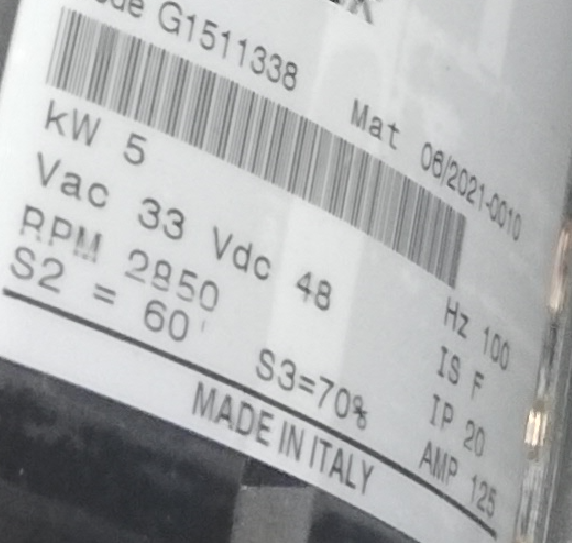 G1511338 Mat 06/2021-0010
kW 5
Vac 33 Vdc 48 Hz 100
RPM 2850 IS F
S2 = 60' S3=70% IP 20
AMP 125
MADE IN ITALY